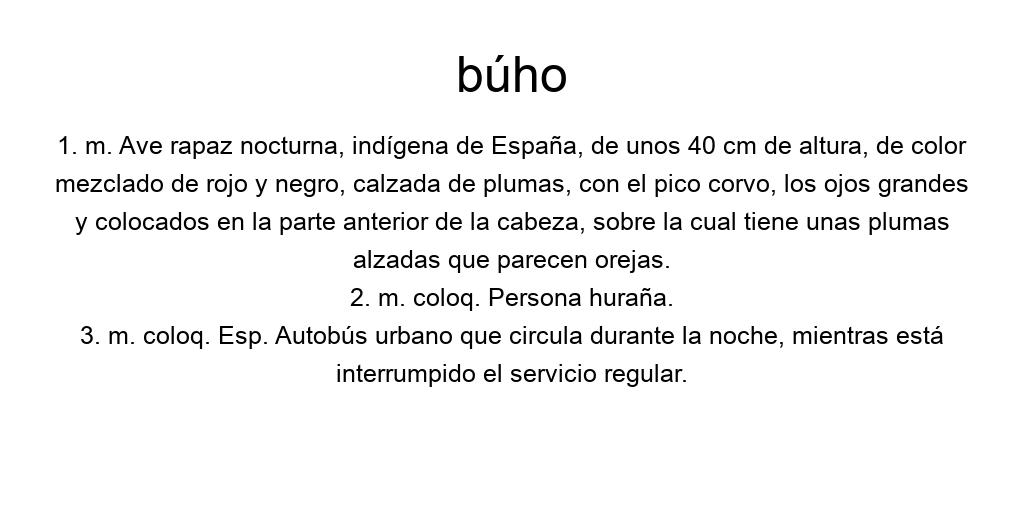 búho
1. m. Ave rapaz nocturna, indígena de España, de unos 40 cm de altura, de color
mezclado de rojo y negro, calzada de plumas, con el pico corvo, los ojos grandes
y colocados en la parte anterior de la cabeza, sobre la cual tiene unas plumas
alzadas que parecen orejas.
2. m. coloq. Persona huraña.
3. m. coloq. Esp. Autobús urbano que circula durante la noche, mientras está
interrumpido el servicio regular.